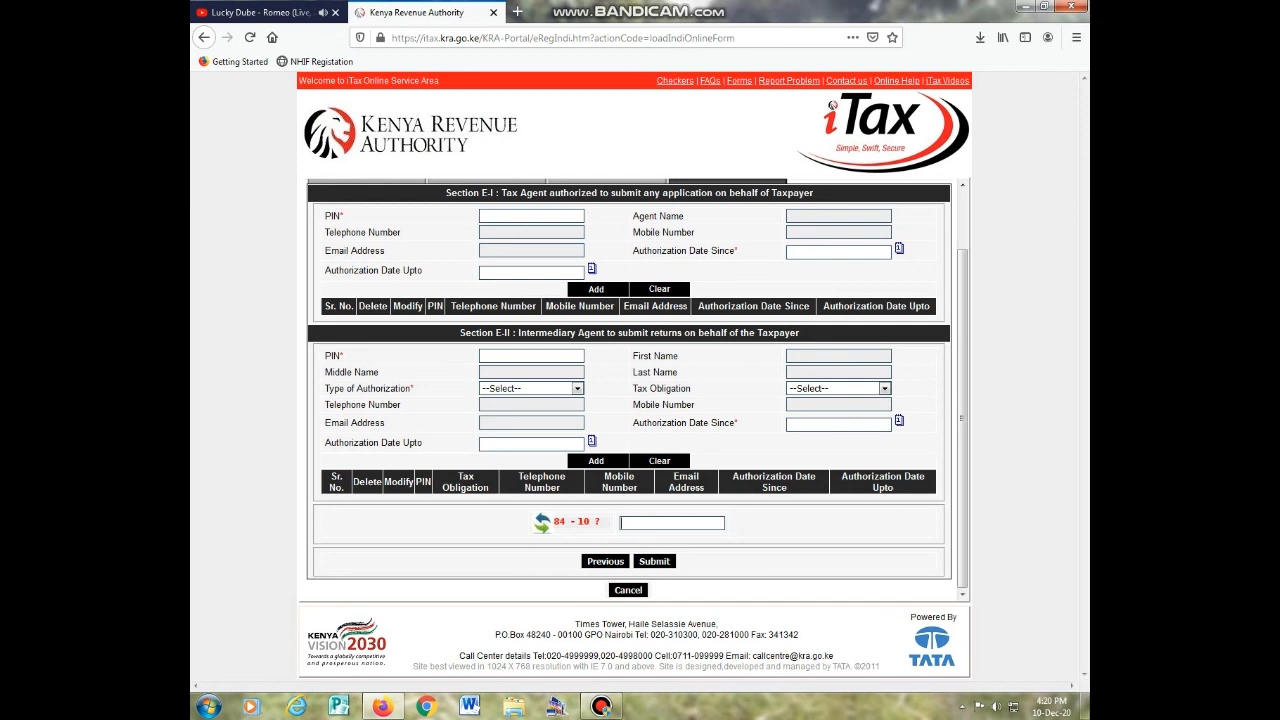 Lucky Dube - Romeo (Live,
Kenya Revenue Authority
www.BANDICAM.com
https://itax.kra.go.ke/KRA-Portal/eRegIndi.htm?actionCode=loadIndiOnlineForm
Getting Started NHIF Registation
Welcome to iTax Online Service Area
Checkers | FAQs | Forms | Report Problem | Contact us | Online Help | iTax Videos
KENYA REVENUE
AUTHORITY
iTax
Simple, Swift, Secure
Section E-I : Tax Agent authorized to submit any application on behalf of Taxpayer
PIN* Agent Name
Telephone Number Mobile Number
Email Address Authorization Date Since*
Authorization Date Upto
Add Clear
Sr. No. Delete Modify PIN Telephone Number Mobile Number Email Address Authorization Date Since Authorization Date Upto
Section E-II : Intermediary Agent to submit returns on behalf of the Taxpayer
PIN* First Name
Middle Name Last Name
Type of Authorization* --Select-- Tax Obligation --Select--
Telephone Number Mobile Number
Email Address Authorization Date Since*
Authorization Date Upto
Add Clear
Sr. No. Delete Modify PIN Tax Obligation Telephone Number Mobile Number Email Address Authorization Date Since Authorization Date Upto
84 - 10 ?
Previous Submit
Cancel
KENYA
VISION 2030
Towards a globally competitive
and prosperous nation.
Times Tower, Haile Selassie Avenue,
P.O.Box 48240 - 00100 GPO Nairobi Tel: 020-310300, 020-281000 Fax: 341342
Call Center details Tel:020-4999999,020-4998000 Cell:0711-099999 Email: callcentre@kra.go.ke
Site best viewed in 1024 X 768 resolution with IE 7.0 and above. Site is designed,developed and managed by TATA. ©2011
Powered By
TATA
4:20 PM
10-Dec-20